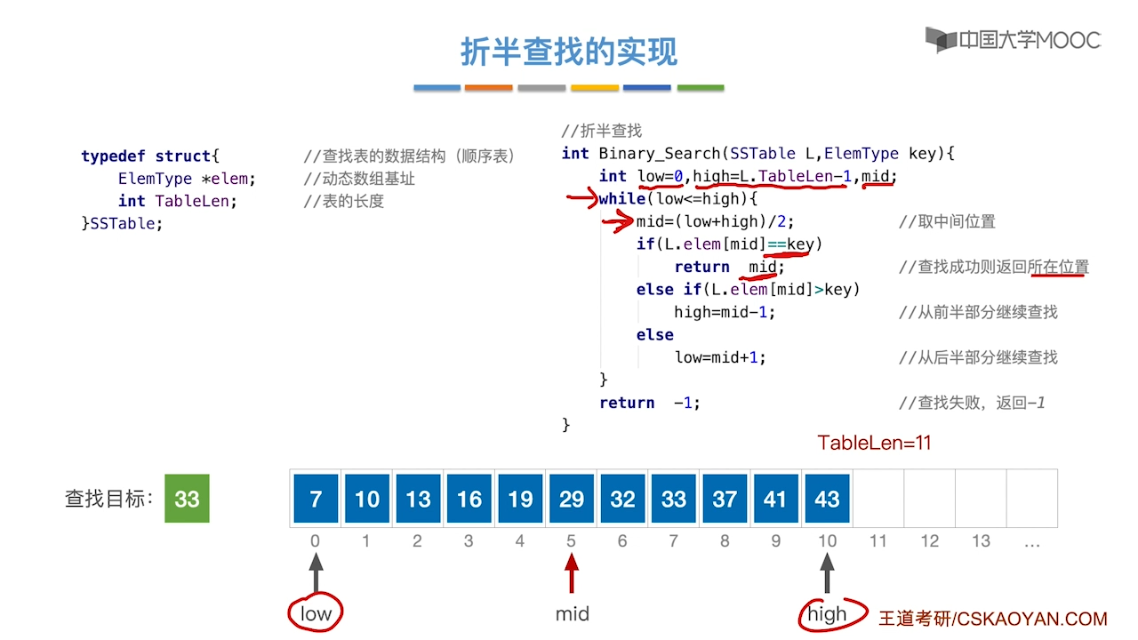 折半查找的实现
中国大学MOOC
typedef struct{ //查找表的数据结构（顺序表）
ElemType *elem; //动态数组基址
int TableLen; //表的长度
}SSTable;
//折半查找
int Binary_Search(SSTable L,ElemType key){
int low=0,high=L.TableLen-1,mid;
while(low<=high){
mid=(low+high)/2; //取中间位置
if(L.elem[mid]==key)
return mid; //查找成功则返回所在位置
else if(L.elem[mid]>key)
high=mid-1; //从前半部分继续查找
else
low=mid+1; //从后半部分继续查找
}
return -1; //查找失败，返回-1
}
TableLen=11
查找目标： 33 7 10 13 16 19 29 32 33 37 41 43
0 1 2 3 4 5 6 7 8 9 10 11 12 13 ...
low mid high
王道考研/CSKAOYAN.COM